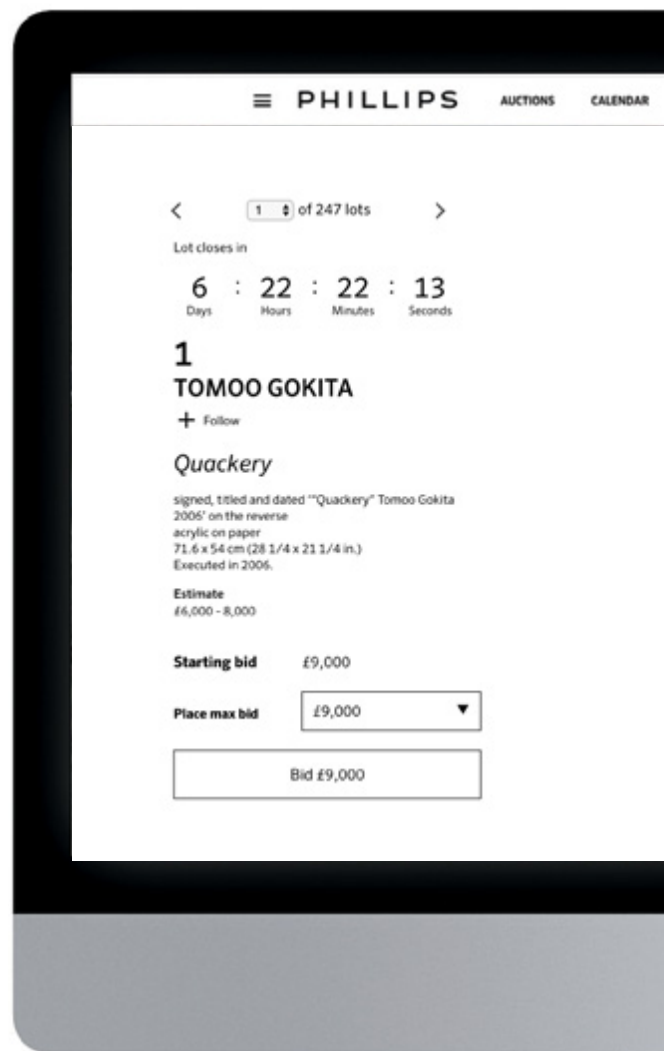 PHILLIPS AUCTIONS CALENDAR
1 of 247 lots
Lot closes in
6 : 22 : 22 : 13
Days Hours Minutes Seconds
1
TOMOO GOKITA
+ Follow
Quackery
signed, titled and dated ‘"Quackery" Tomoo Gokita
2006’ on the reverse
acrylic on paper
71.6 x 54 cm (28 1/4 x 21 1/4 in.)
Executed in 2006.
Estimate
£6,000 - 8,000
Starting bid £9,000
Place max bid £9,000
Bid £9,000